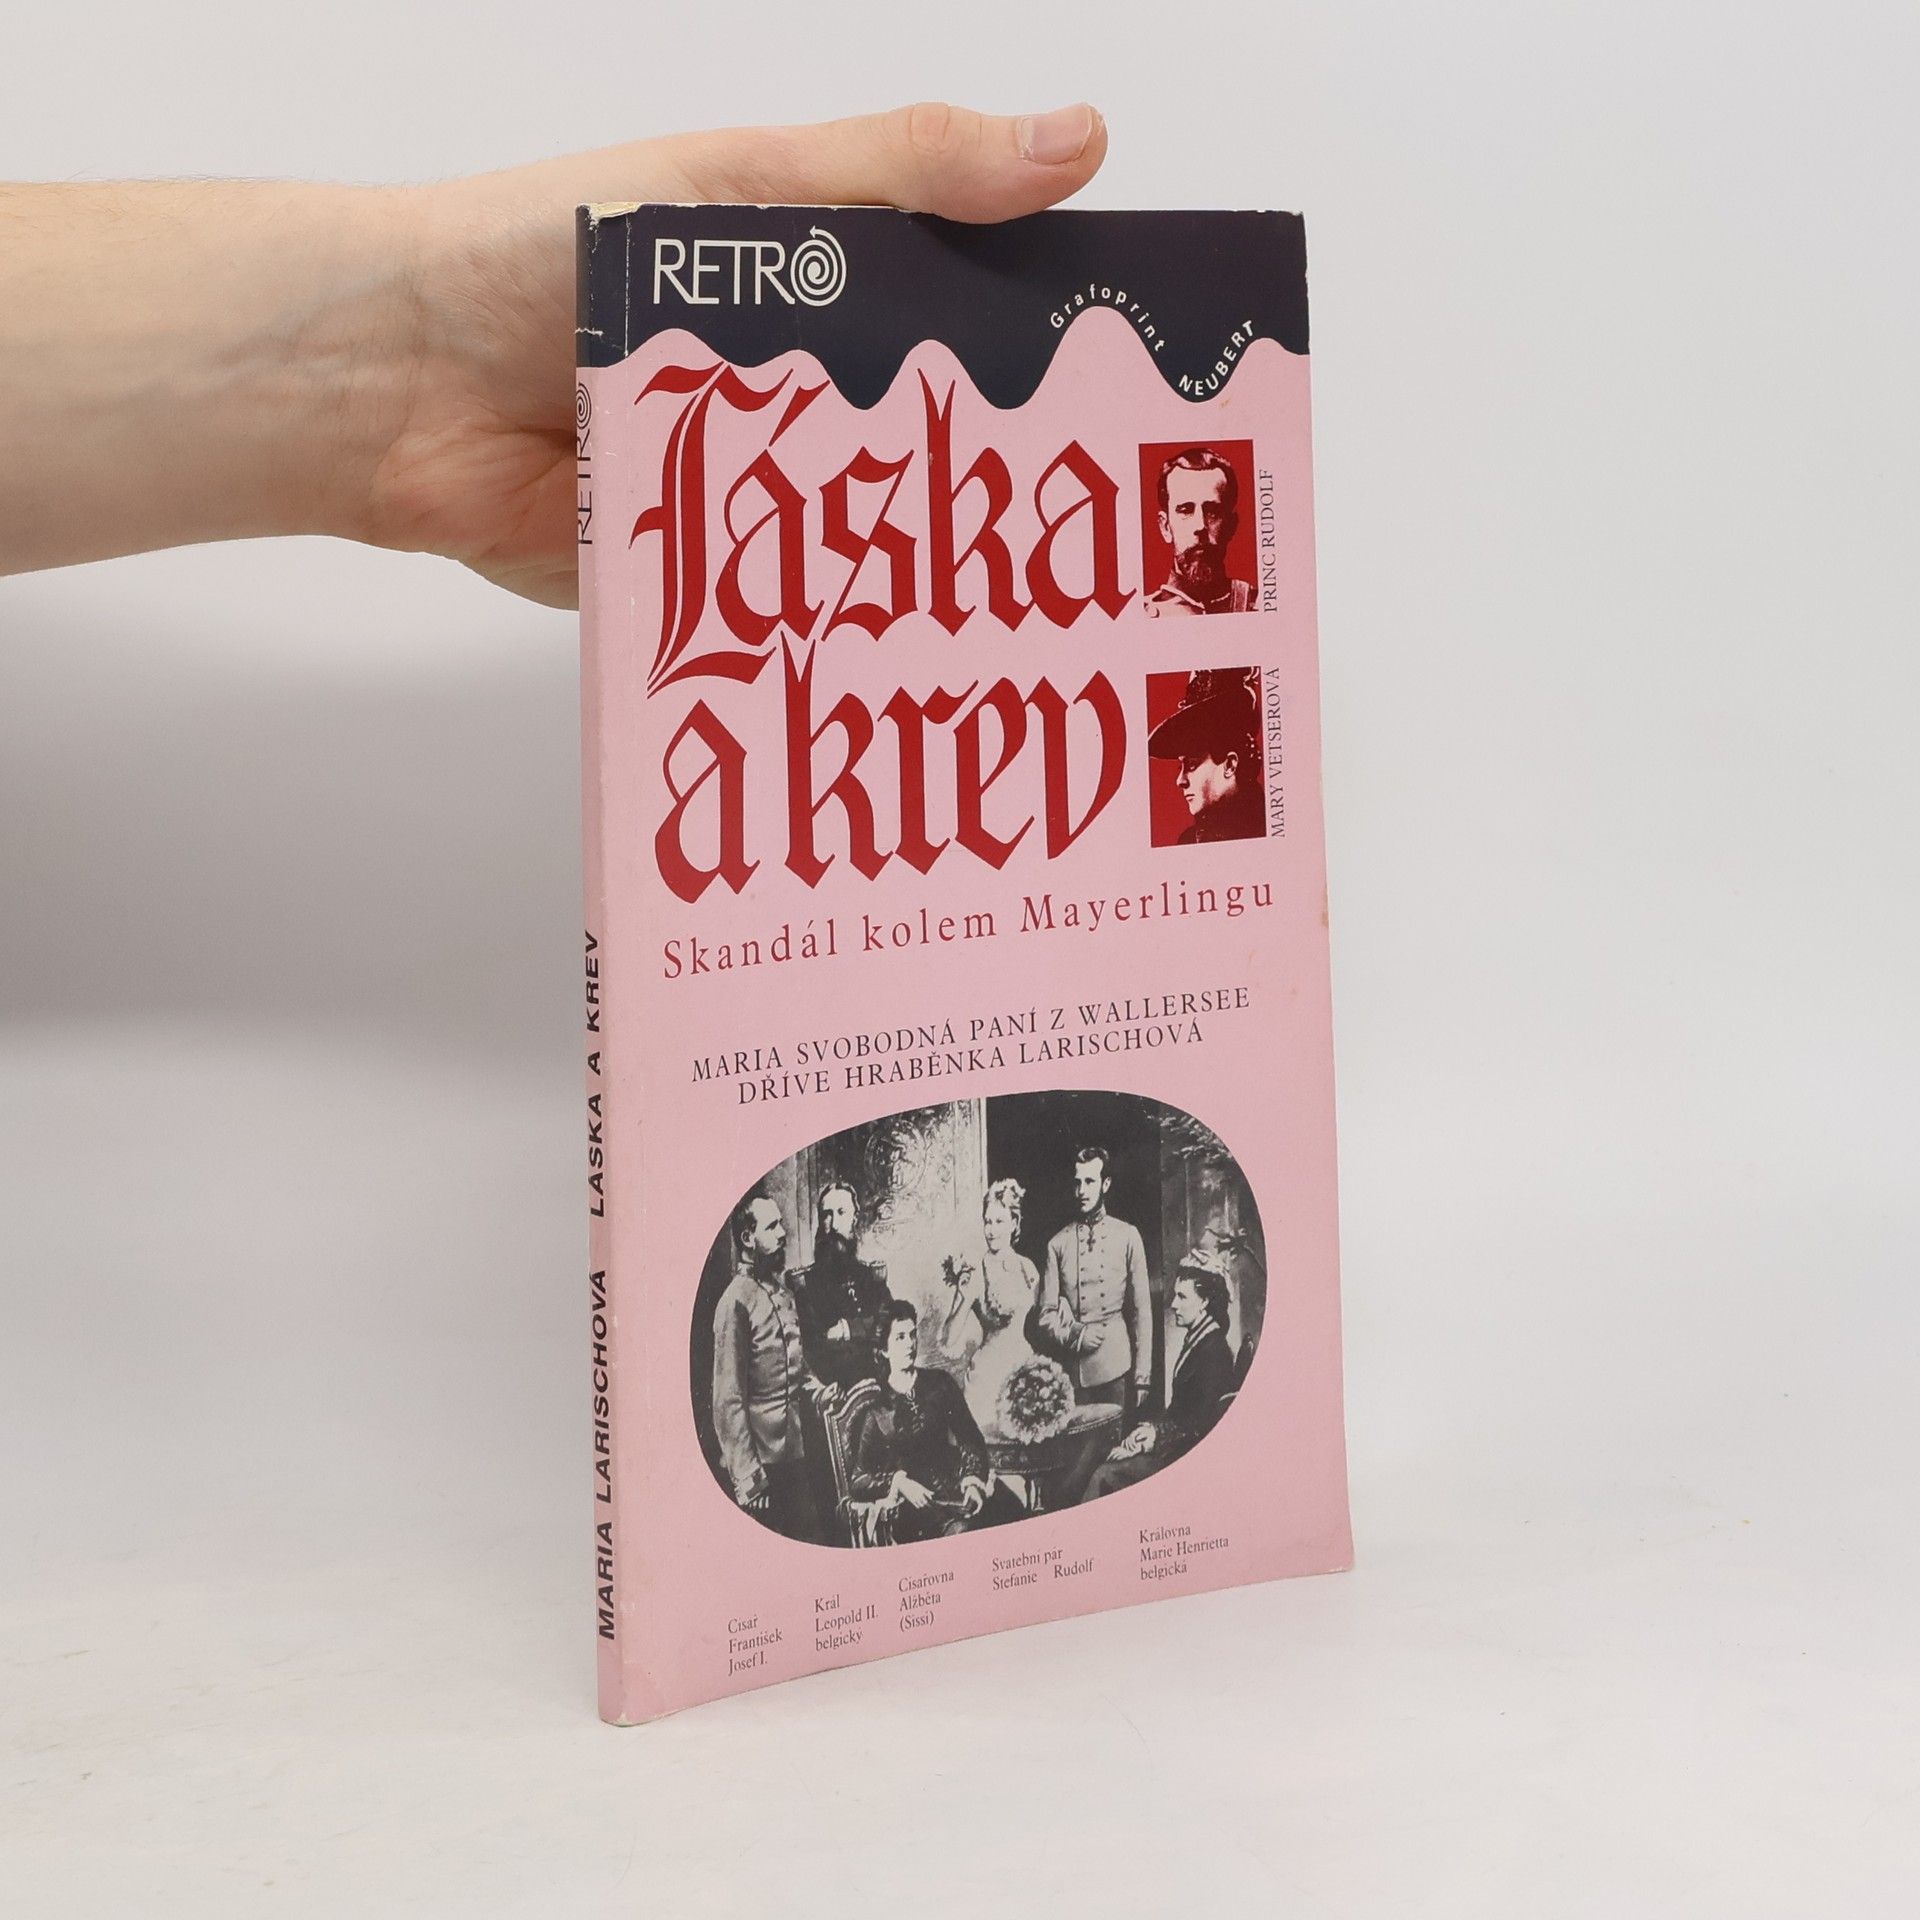 RETRO
Grafoprint
NEUBERT
Láska
a krev
PRINC RUDOLF
MARY VETSEROVÁ
Skandál kolem Mayerlingu
MARIA SVOBODNÁ PANÍ Z WALLERSEE
DŘÍVE HRABĚNKA LARISCHOVÁ
Císař
František
Josef I.
Král
Leopold II.
belgický
Císařovna
Alžběta
(Sissi)
Svatební pár
Stefanie Rudolf
Královna
Marie Henrietta
belgická
RETRO
MARIA LARISCHOVÁ LÁSKA A KREV